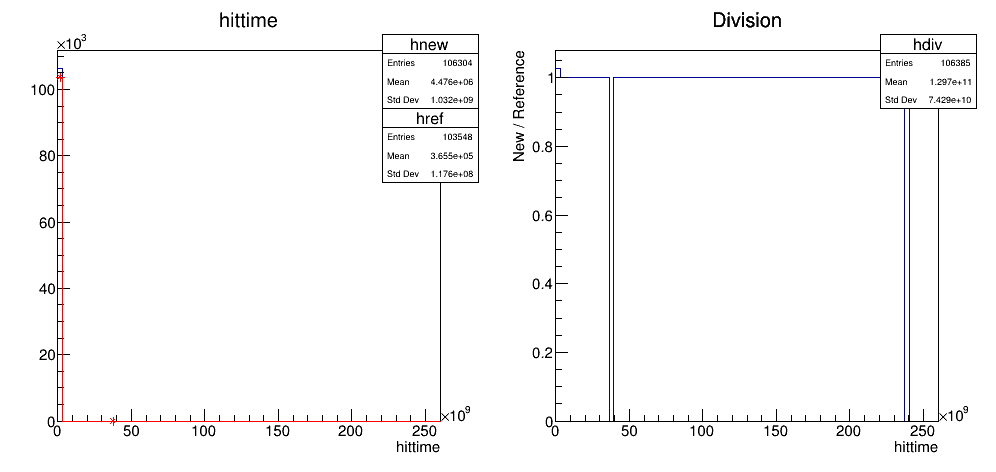 hittime
×10³
100
80
60
40
20
0
0 50 100 150 200 250
×10⁹
hittime
hnew
Entries 106304
Mean 4.476e+06
Std Dev 1.032e+09
href
Entries 103548
Mean 3.655e+05
Std Dev 1.176e+08
Division
New / Reference
1
0.8
0.6
0.4
0.2
0
0 50 100 150 200 250
×10⁹
hittime
hdiv
Entries 106385
Mean 1.297e+11
Std Dev 7.429e+10